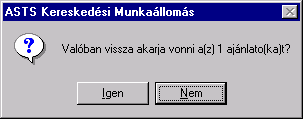 ASTS Kereskedési Munkaállomás
Valóban vissza akarja vonni a(z) 1 ajánlato(ka)t?
Igen
Nem